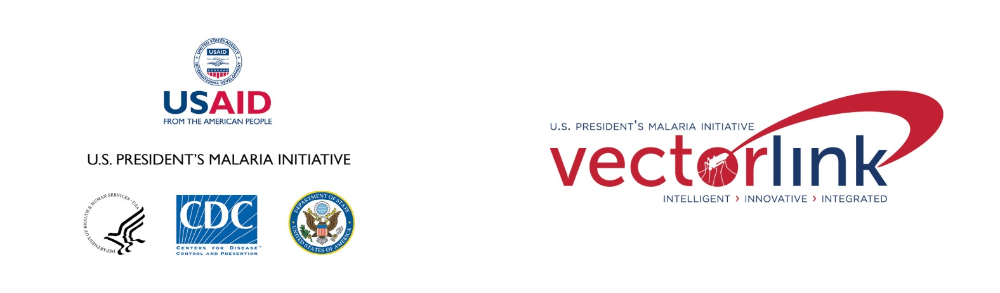 UNITED STATES AGENCY
USAID
INTERNATIONAL DEVELOPMENT
USAID
FROM THE AMERICAN PEOPLE
U.S. PRESIDENT'S MALARIA INITIATIVE
DEPARTMENT OF HEALTH & HUMAN SERVICES · USA
CDC
CENTERS FOR DISEASE™
CONTROL AND PREVENTION
DEPARTMENT OF STATE
UNITED STATES OF AMERICA
U.S. PRESIDENT'S MALARIA INITIATIVE
vectorlınk
INTELLIGENT › INNOVATIVE › INTEGRATED